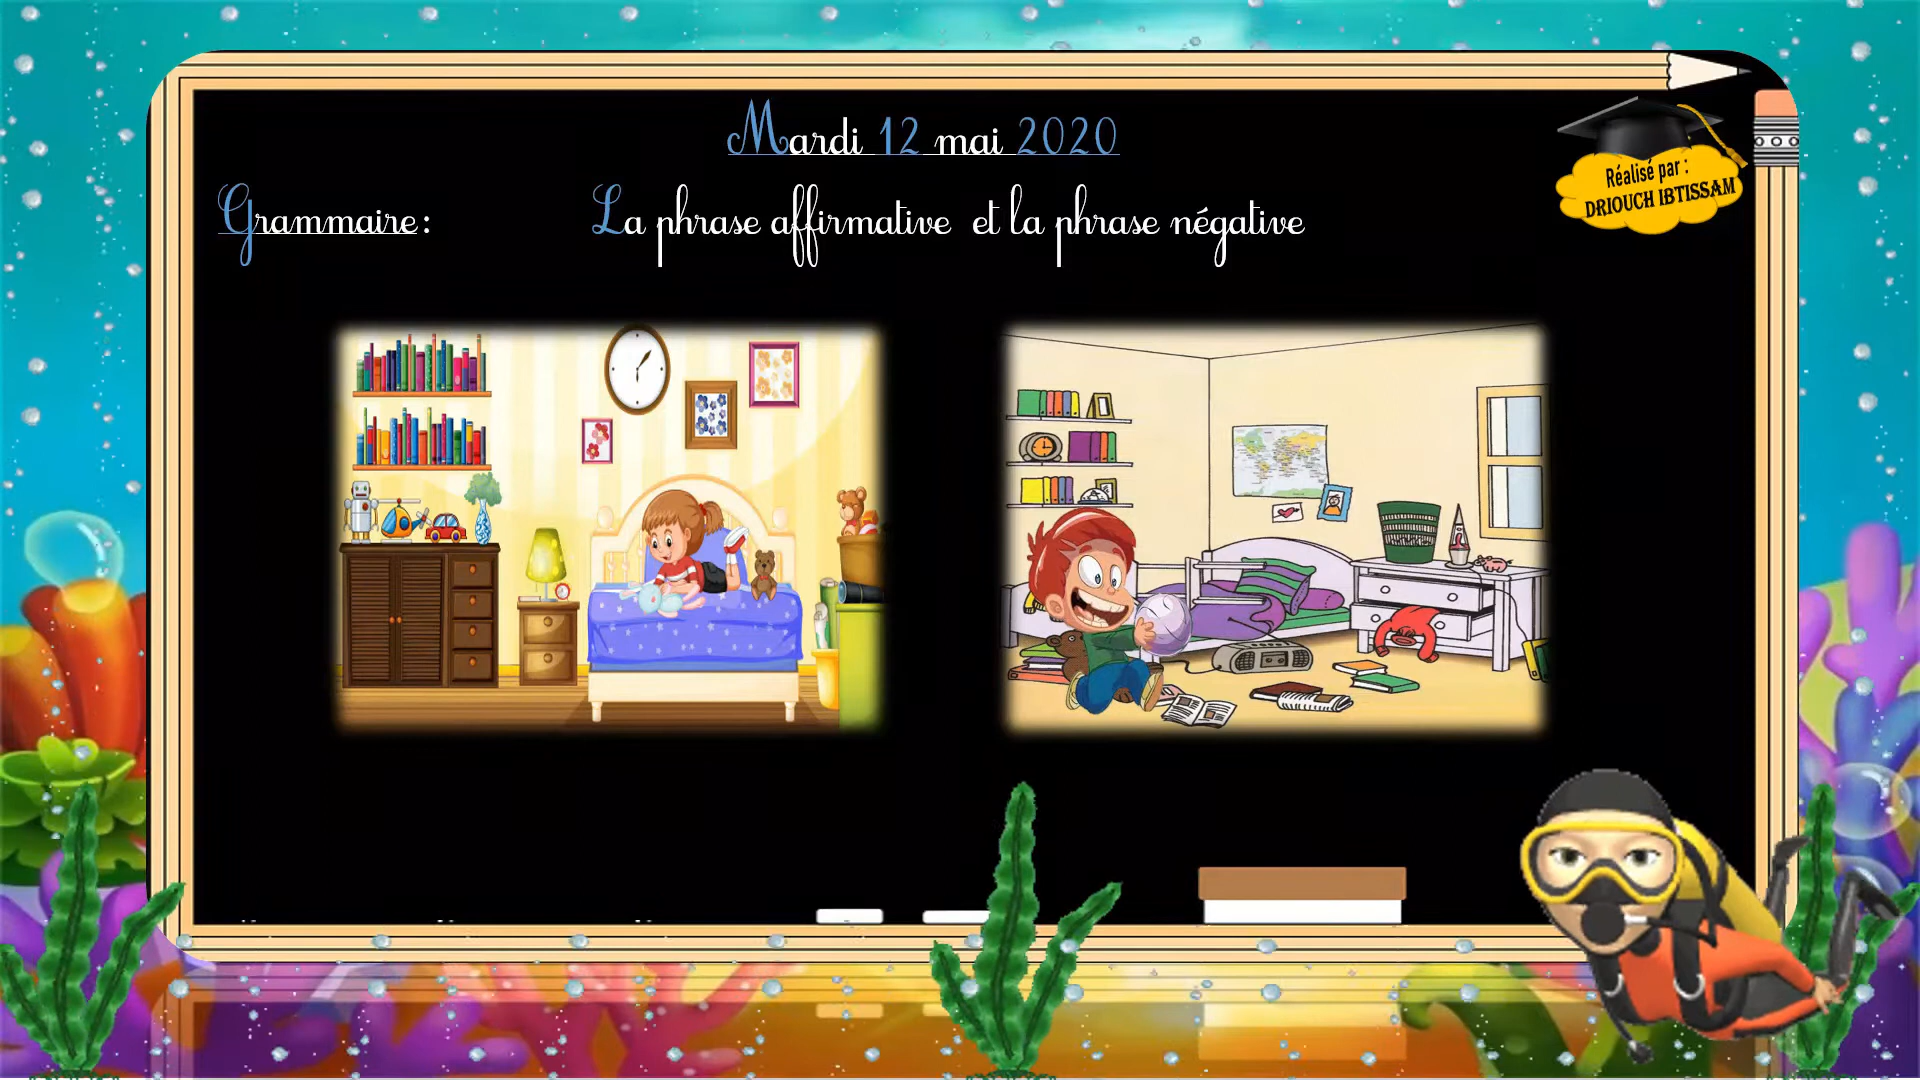 Mardi 12 mai 2020
Réalisé par :
DRIOUCH IBTISSAM
Grammaire : La phrase affirmative et la phrase négative